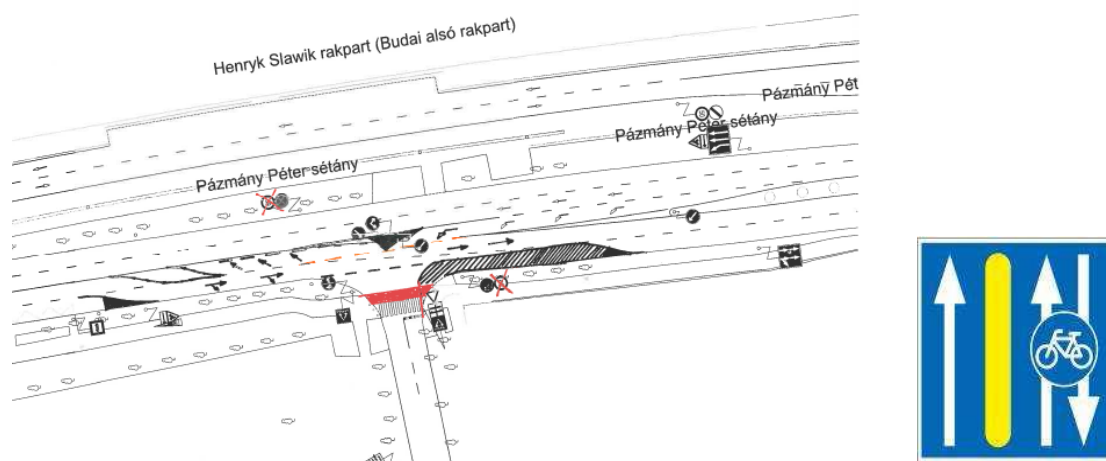 Henryk Slawik rakpart (Budai alsó rakpart)
Pázmány Pét
Pázmány Péter sétány
Pázmány Péter sétány